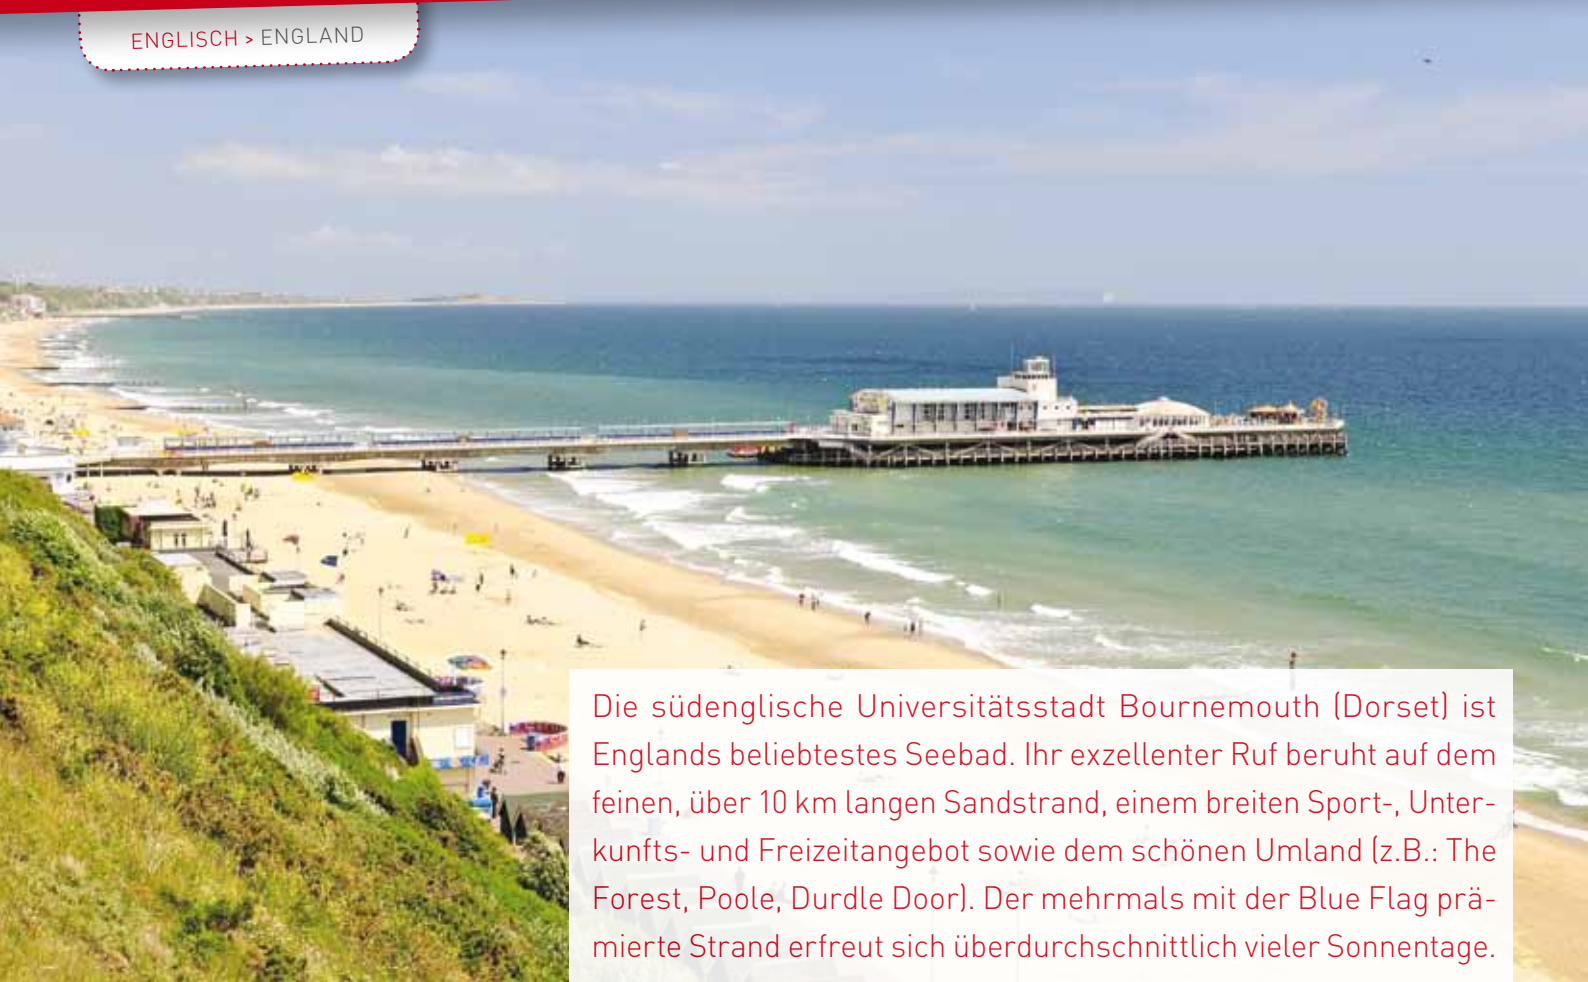 ENGLISCH > ENGLAND
Die südenglische Universitätsstadt Bournemouth (Dorset) ist
Englands beliebtestes Seebad. Ihr exzellenter Ruf beruht auf dem
feinen, über 10 km langen Sandstrand, einem breiten Sport-, Unter-
kunfts- und Freizeitangebot sowie dem schönen Umland (z.B.: The
Forest, Poole, Durdle Door). Der mehrmals mit der Blue Flag prä-
mierte Strand erfreut sich überdurchschnittlich vieler Sonnentage.